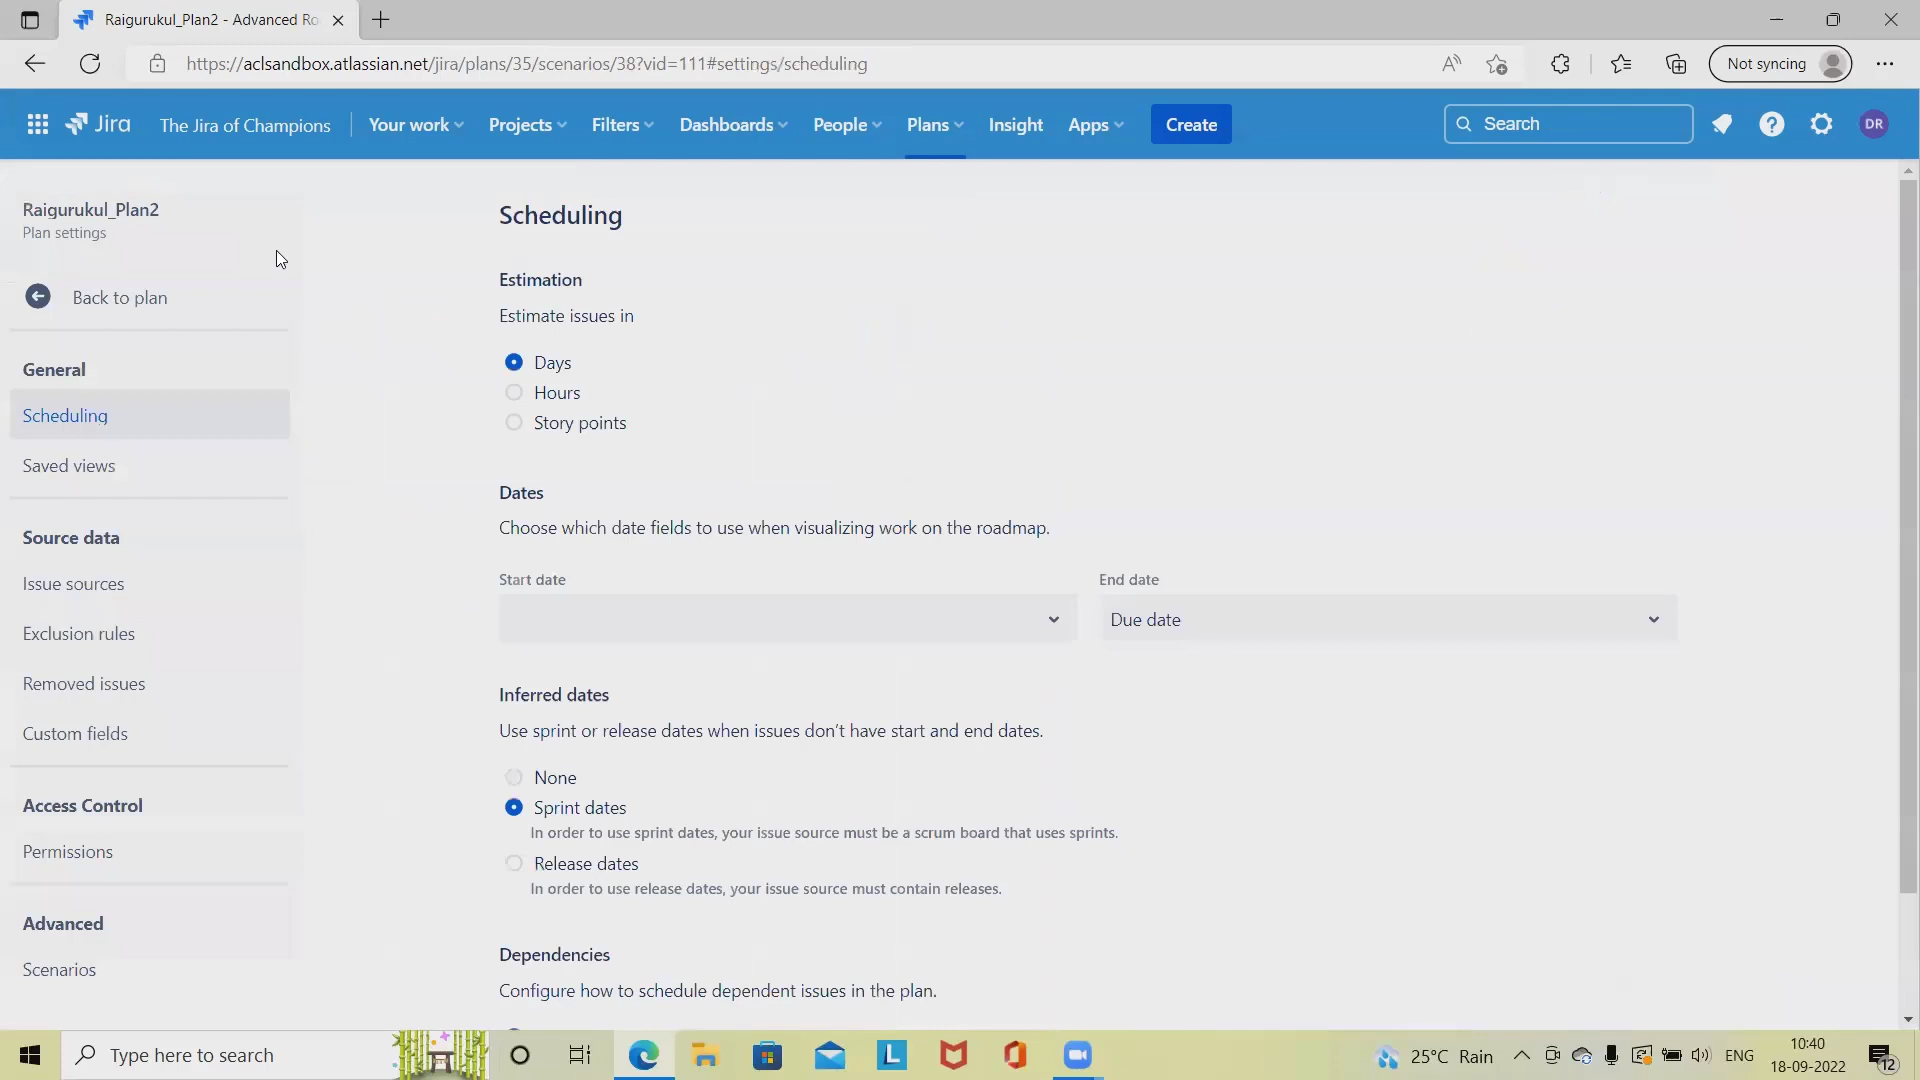 Raigurukul_Plan2 - Advanced Ro
https://aclsandbox.atlassian.net/jira/plans/35/scenarios/38?vid=111#settings/scheduling
Not syncing
Jira
The Jira of Champions
Your work
Projects
Filters
Dashboards
People
Plans
Insight
Apps
Create
Search
DR
Raigurukul_Plan2
Plan settings
Back to plan
General
Scheduling
Saved views
Source data
Issue sources
Exclusion rules
Removed issues
Custom fields
Access Control
Permissions
Advanced
Scenarios
Scheduling
Estimation
Estimate issues in
Days
Hours
Story points
Dates
Choose which date fields to use when visualizing work on the roadmap.
Start date
End date
Due date
Inferred dates
Use sprint or release dates when issues don't have start and end dates.
None
Sprint dates
In order to use sprint dates, your issue source must be a scrum board that uses sprints.
Release dates
In order to use release dates, your issue source must contain releases.
Dependencies
Configure how to schedule dependent issues in the plan.
Type here to search
25°C Rain
ENG
10:40
18-09-2022
12